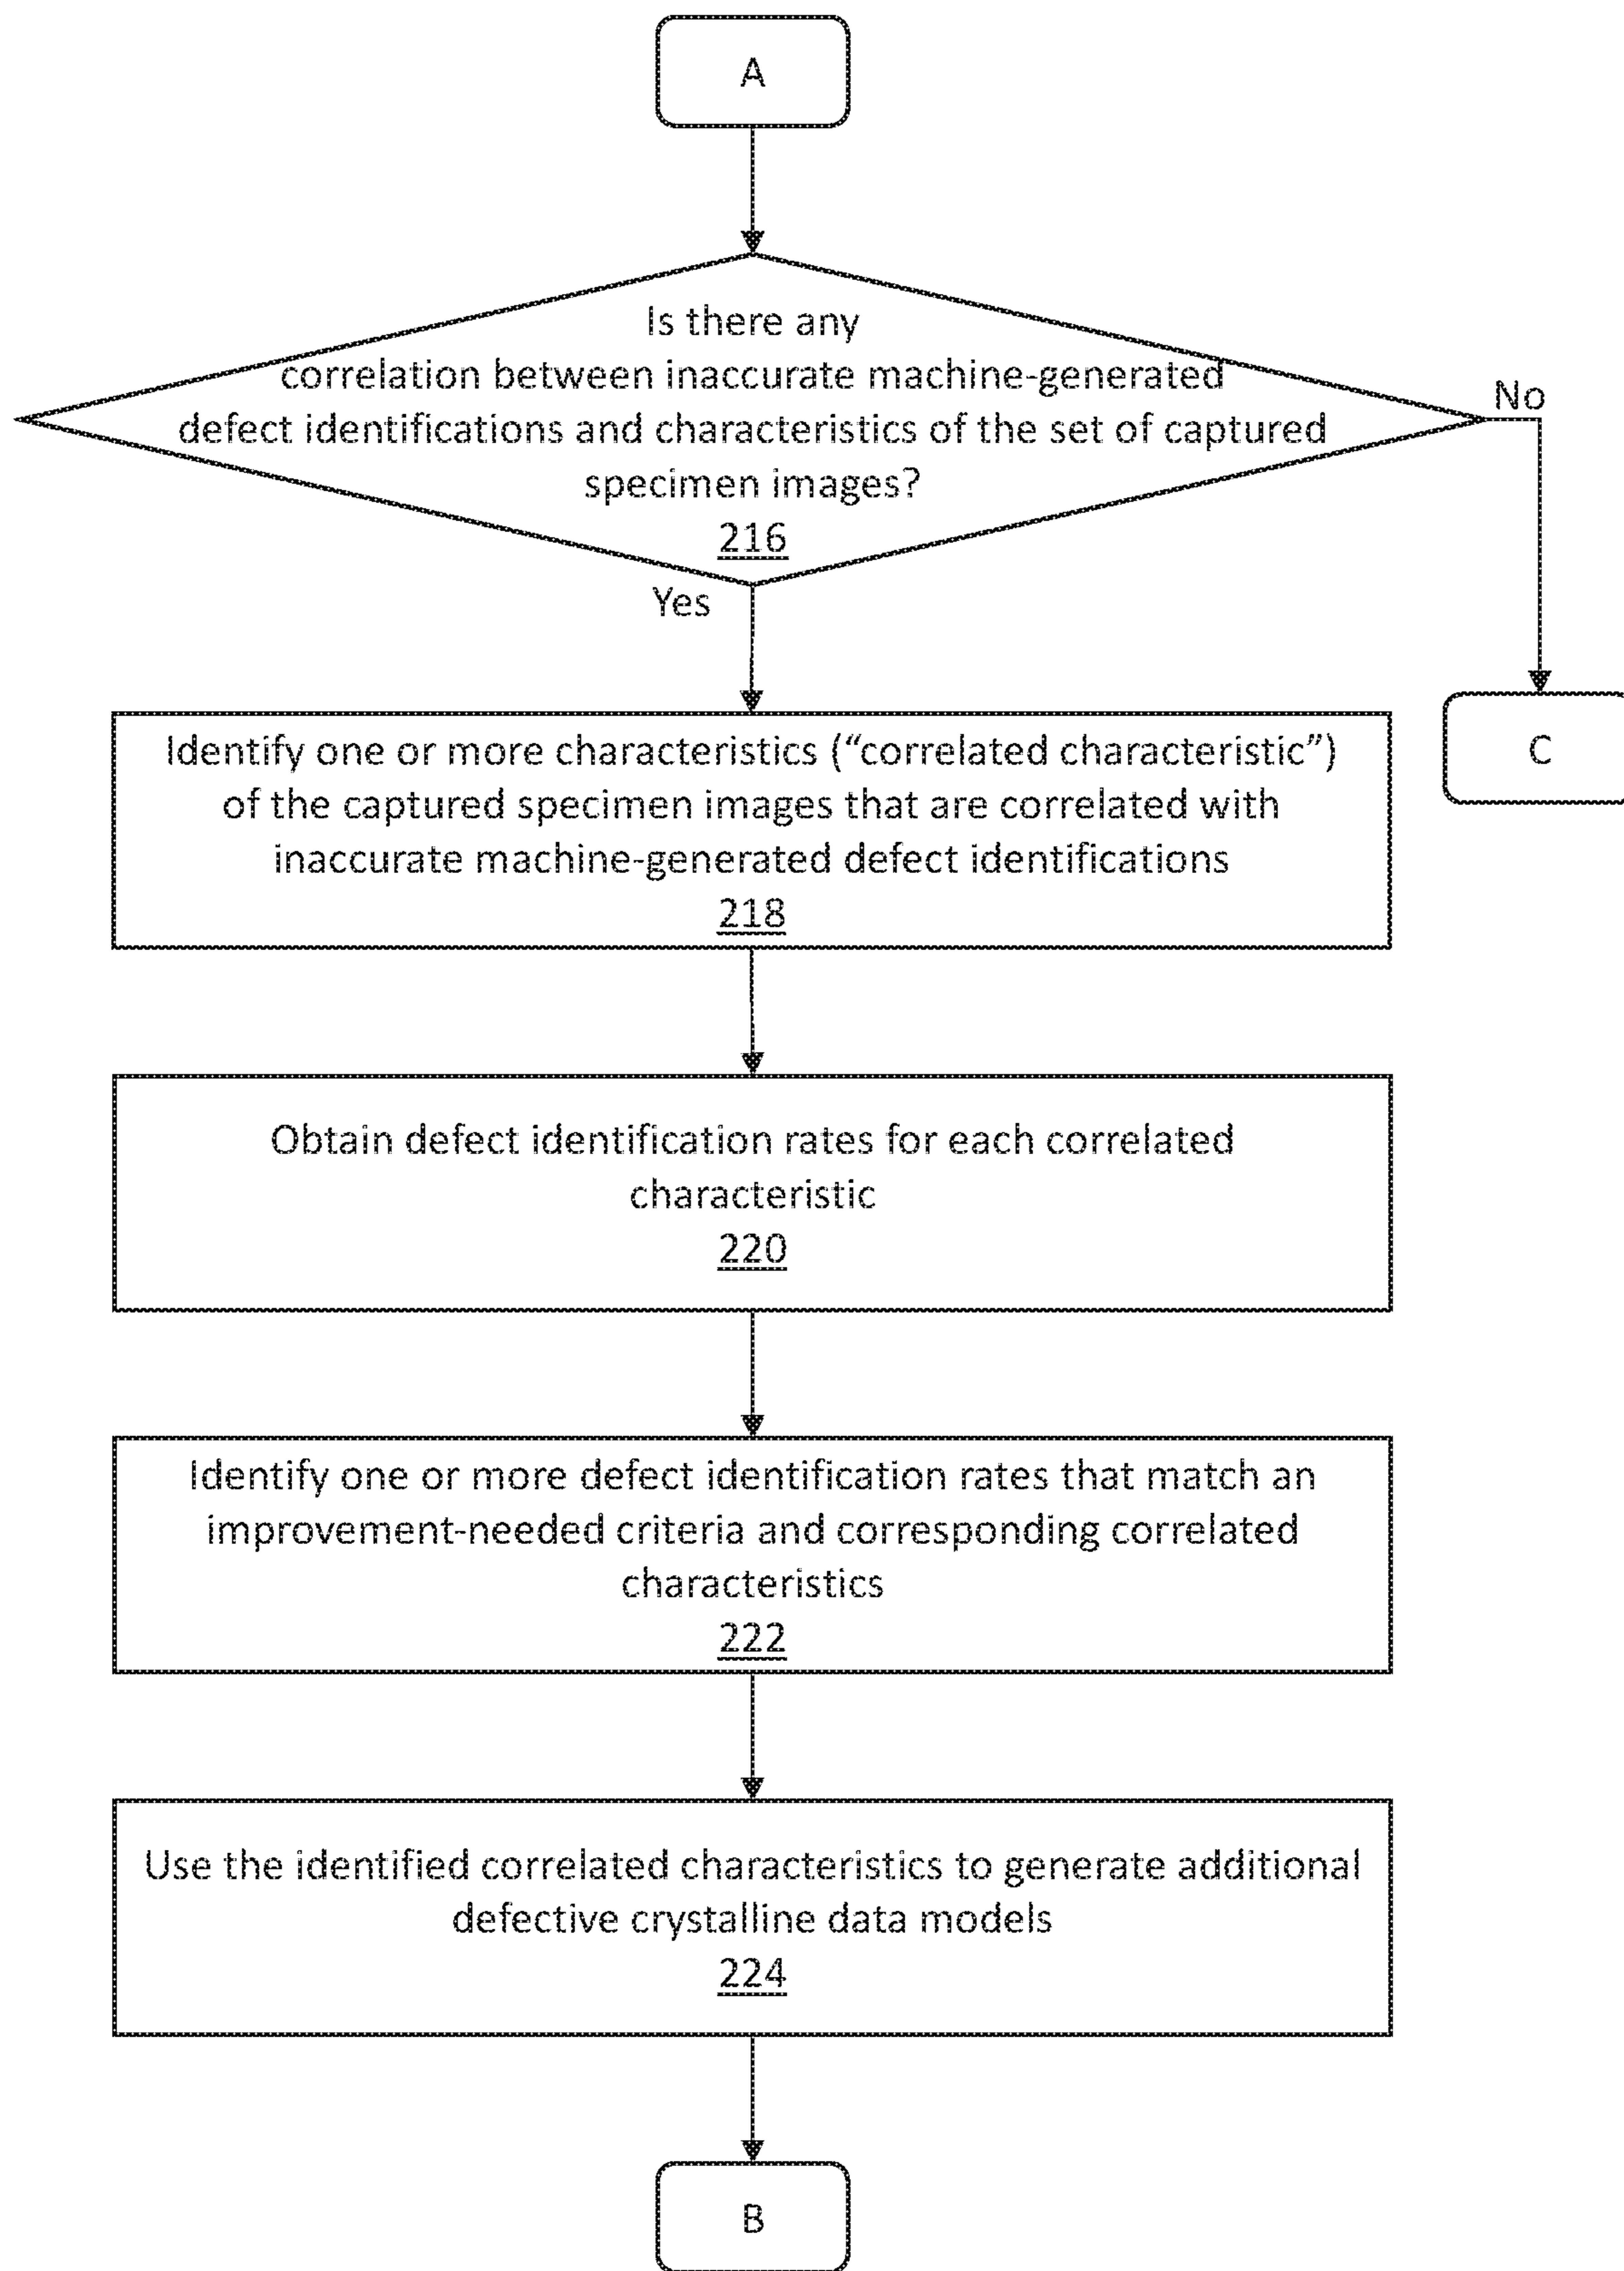 A
Is there any
correlation between inaccurate machine-generated
defect identifications and characteristics of the set of captured
specimen images?
216
No
Yes
Identify one or more characteristics (“correlated characteristic”)
of the captured specimen images that are correlated with
inaccurate machine-generated defect identifications
218
C
Obtain defect identification rates for each correlated
characteristic
220
Identify one or more defect identification rates that match an
improvement-needed criteria and corresponding correlated
characteristics
222
Use the identified correlated characteristics to generate additional
defective crystalline data models
224
B